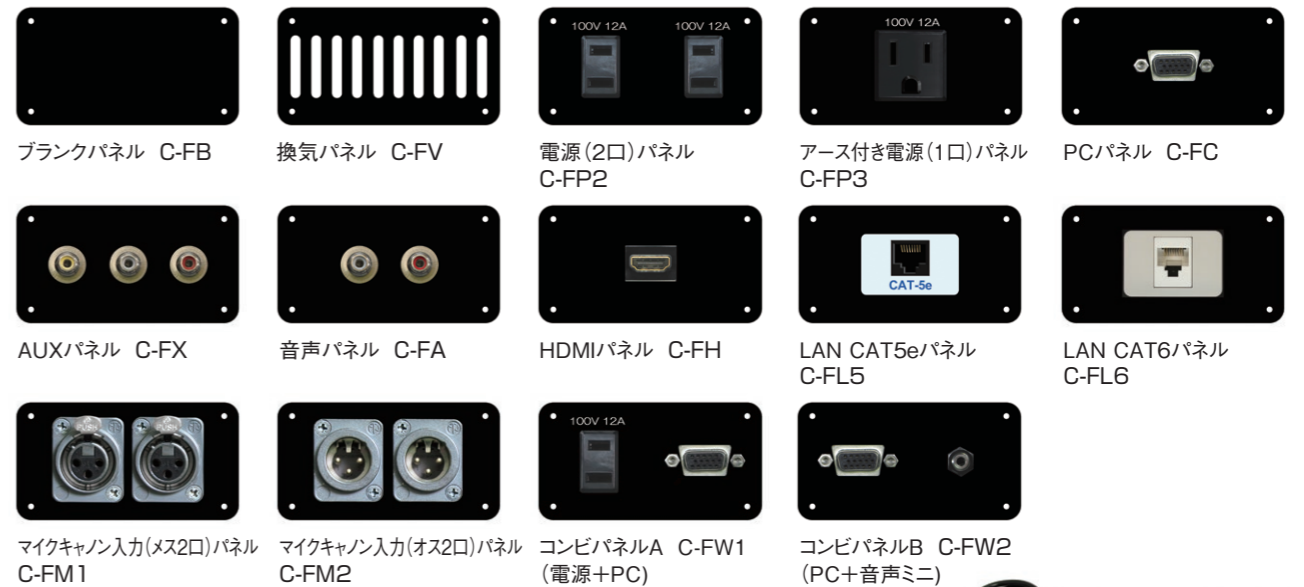 100V 12A 100V 12A
100V 12A
ブランクパネル C-FB
換気パネル C-FV
電源(2口)パネル
C-FP2
アース付き電源(1口)パネル
C-FP3
PCパネル C-FC
CAT-5e
AUXパネル C-FX
音声パネル C-FA
HDMIパネル C-FH
LAN CAT5eパネル
C-FL5
LAN CAT6パネル
C-FL6
PUSH PUSH
100V 12A
マイクキャノン入力(メス2口)パネル
C-FM1
マイクキャノン入力(オス2口)パネル
C-FM2
コンビパネルA C-FW1
(電源+PC)
コンビパネルB C-FW2
(PC+音声ミニ)